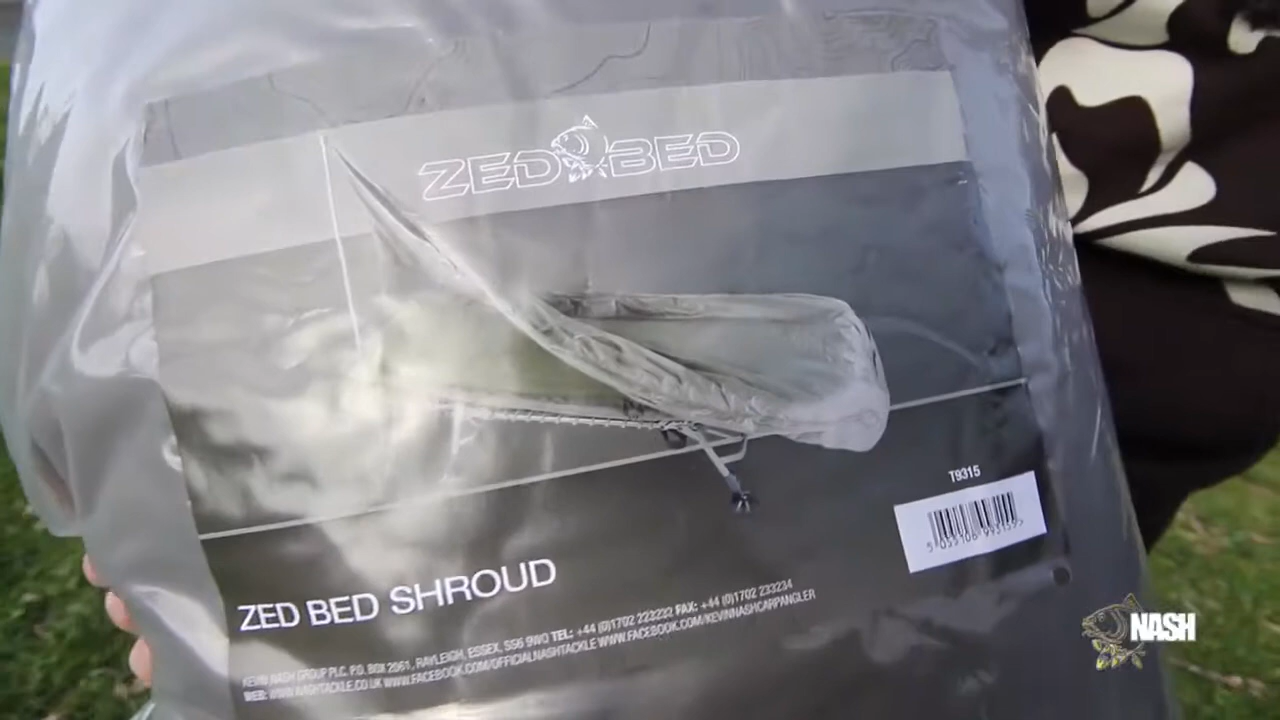 ZED BED
T9315
ZED BED SHROUD
KEVIN NASH GROUP PLC. P.O. BOX 2061, RAYLEIGH, ESSEX, SS6 9WO TEL: +44 (0)1702 223232 FAX: +44 (0)1702 233234
WEB: WWW.NASHTACKLE.CO.UK WWW.FACEBOOK.COM/OFFICIALNASHTACKLE WWW.FACEBOOK.COM/KEVINNASHCARPANGLER
NASH